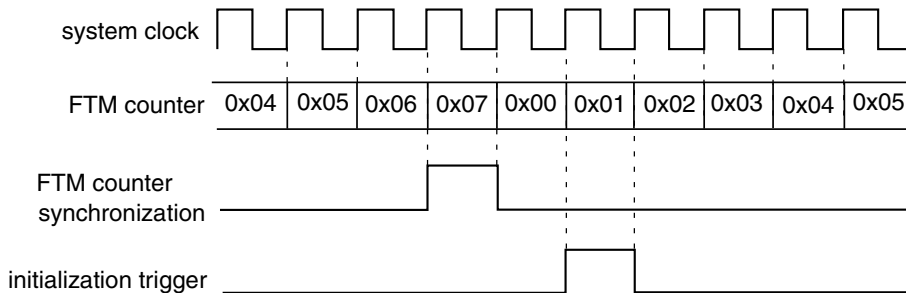 system clock
FTM counter 0x04 0x05 0x06 0x07 0x00 0x01 0x02 0x03 0x04 0x05
FTM counter
synchronization
initialization trigger